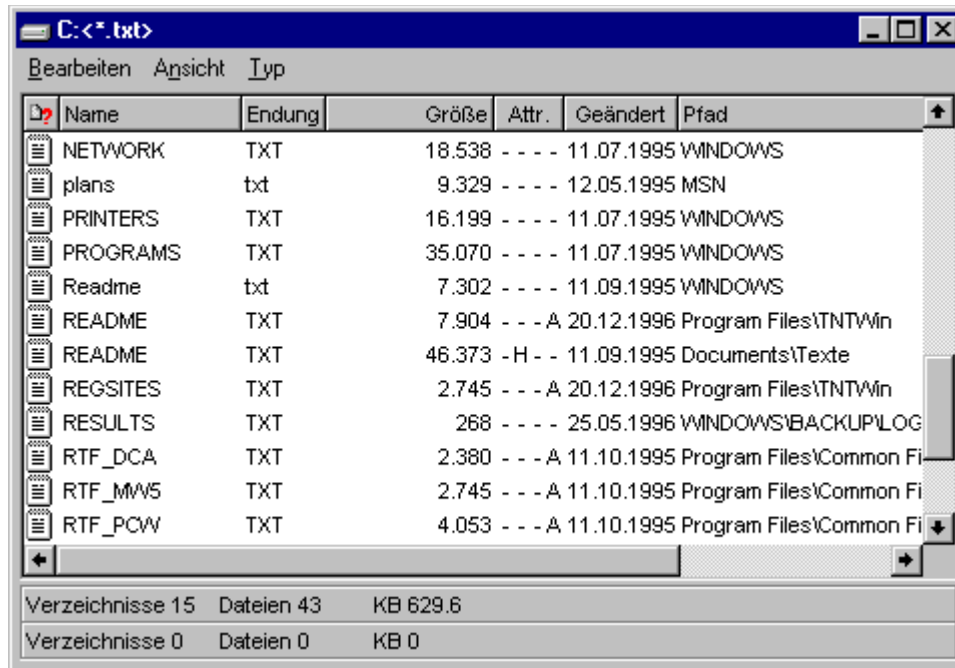 C:<*.txt>
Bearbeiten Ansicht Typ
Name Endung Größe Attr. Geändert Pfad
NETWORK TXT 18.538 - - - - 11.07.1995 WINDOWS
plans txt 9.329 - - - - 12.05.1995 MSN
PRINTERS TXT 16.199 - - - - 11.07.1995 WINDOWS
PROGRAMS TXT 35.070 - - - - 11.07.1995 WINDOWS
Readme txt 7.302 - - - - 11.09.1995 WINDOWS
README TXT 7.904 - - - A 20.12.1996 Program Files\TNTWin
README TXT 46.373 - H - - 11.09.1995 Documents\Texte
REGSITES TXT 2.745 - - - A 20.12.1996 Program Files\TNTWin
RESULTS TXT 268 - - - - 25.05.1996 WINDOWS\BACKUP\LOG
RTF_DCA TXT 2.380 - - - A 11.10.1995 Program Files\Common Fi
RTF_MW5 TXT 2.745 - - - A 11.10.1995 Program Files\Common Fi
RTF_PCW TXT 4.053 - - - A 11.10.1995 Program Files\Common Fi
Verzeichnisse 15 Dateien 43 KB 629.6
Verzeichnisse 0 Dateien 0 KB 0